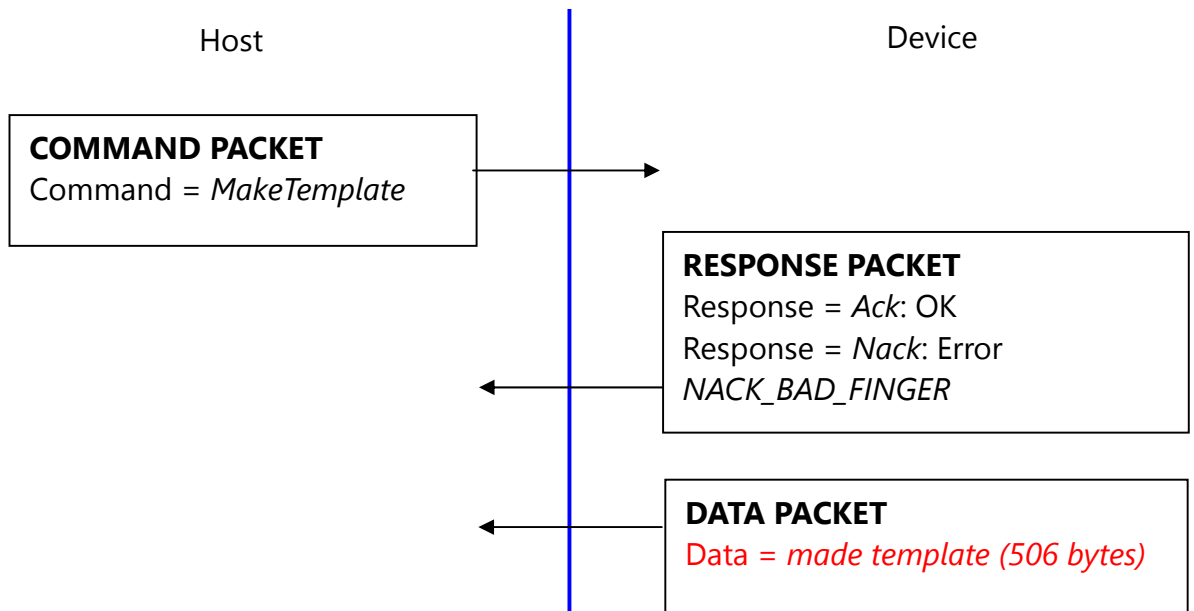 Host
Device
COMMAND PACKET
Command = MakeTemplate
RESPONSE PACKET
Response = Ack: OK
Response = Nack: Error
NACK_BAD_FINGER
DATA PACKET
Data = made template (506 bytes)